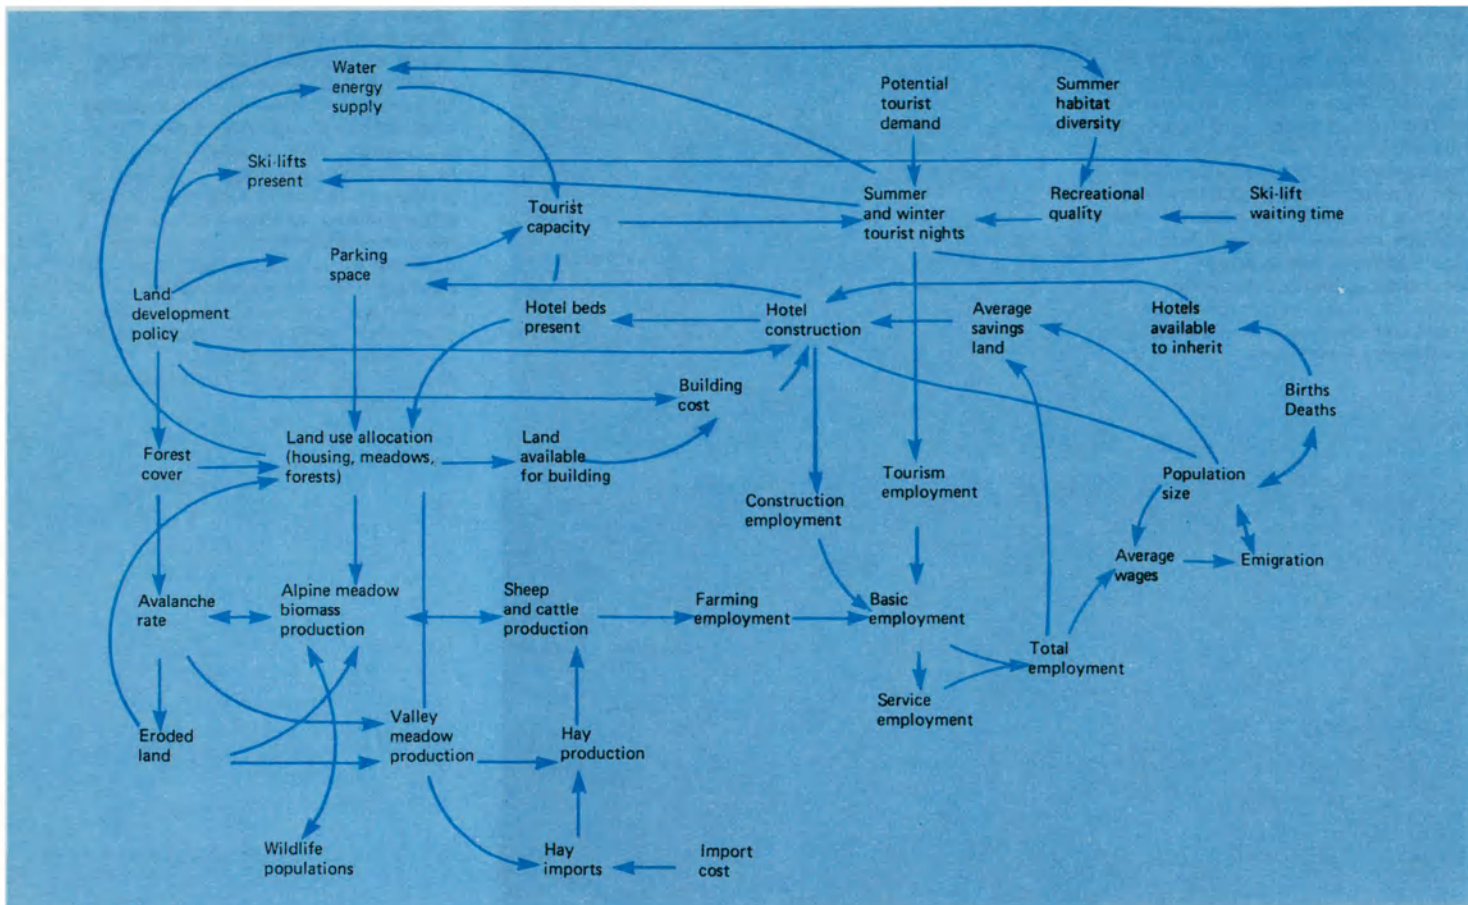 Water
energy
supply
Potential
tourist
demand
Summer
habitat
diversity
Ski-lifts
present
Tourist
capacity
Summer
and winter
tourist nights
Recreational
quality
Ski-lift
waiting time
Parking
space
Land
development
policy
Hotel beds
present
Hotel
construction
Average
savings
land
Hotels
available
to inherit
Building
cost
Births
Deaths
Forest
cover
Land use allocation
(housing, meadows,
forests)
Land
available
for building
Tourism
employment
Population
size
Construction
employment
Average
wages
Emigration
Avalanche
rate
Alpine meadow
biomass
production
Sheep
and cattle
production
Farming
employment
Basic
employment
Total
employment
Service
employment
Eroded
land
Valley
meadow
production
Hay
production
Wildlife
populations
Hay
imports
Import
cost